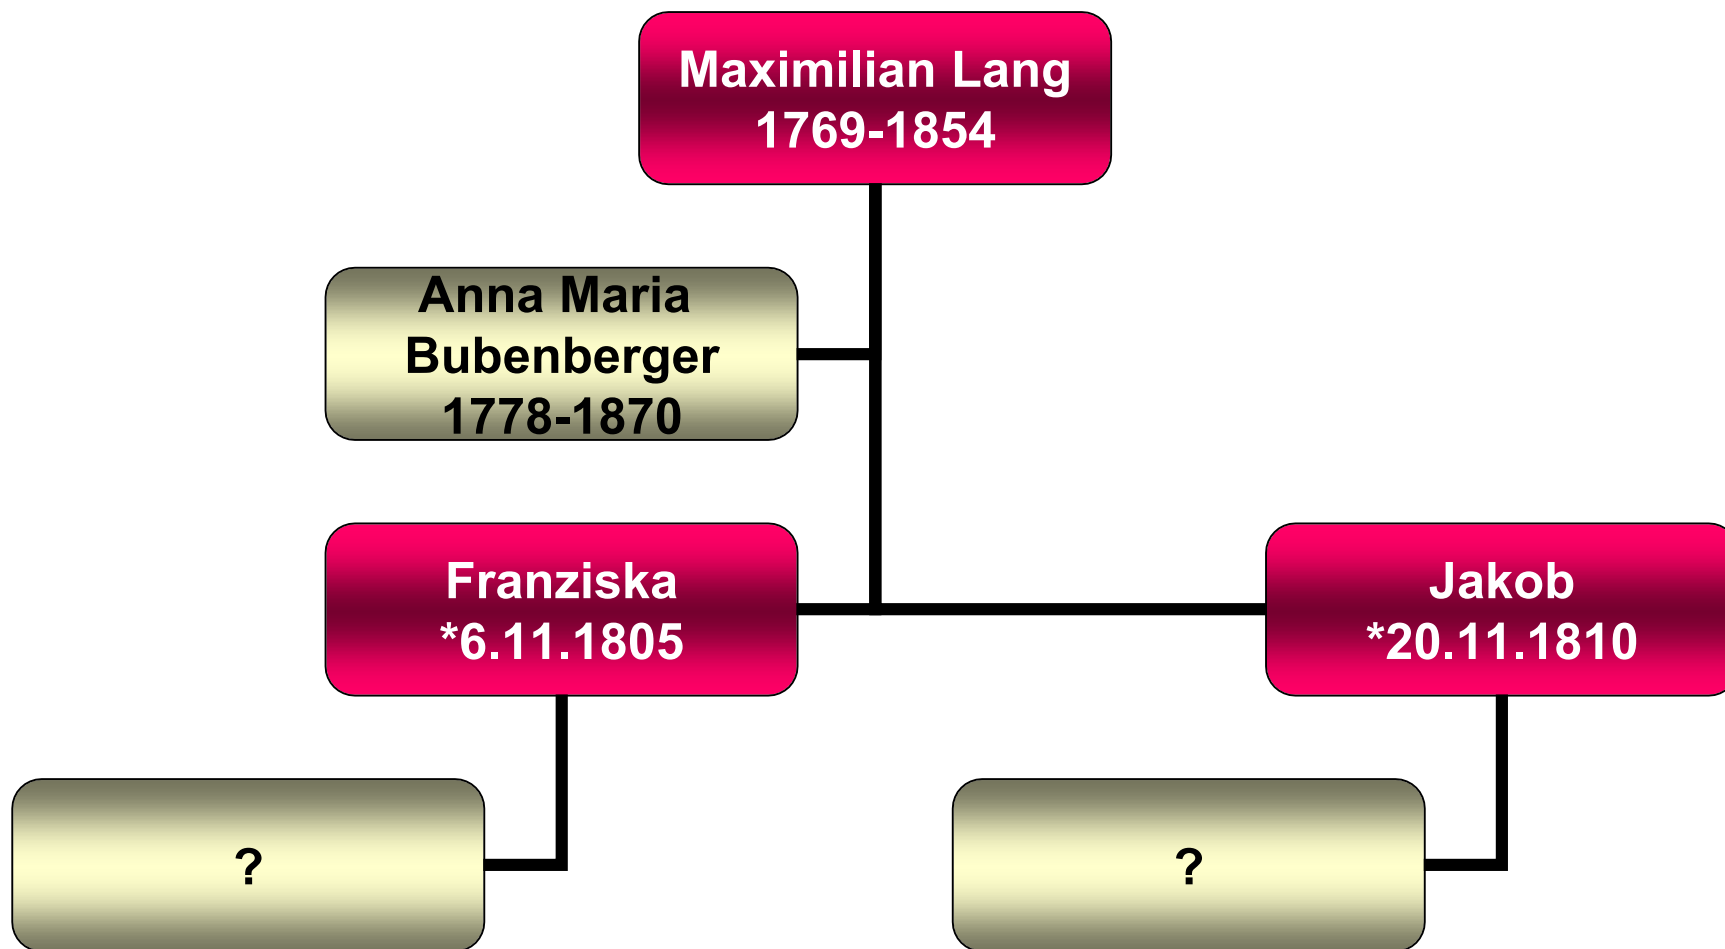 Maximilian Lang
1769-1854
Anna Maria
Bubenberger
1778-1870
Franziska
*6.11.1805
Jakob
*20.11.1810
?
?